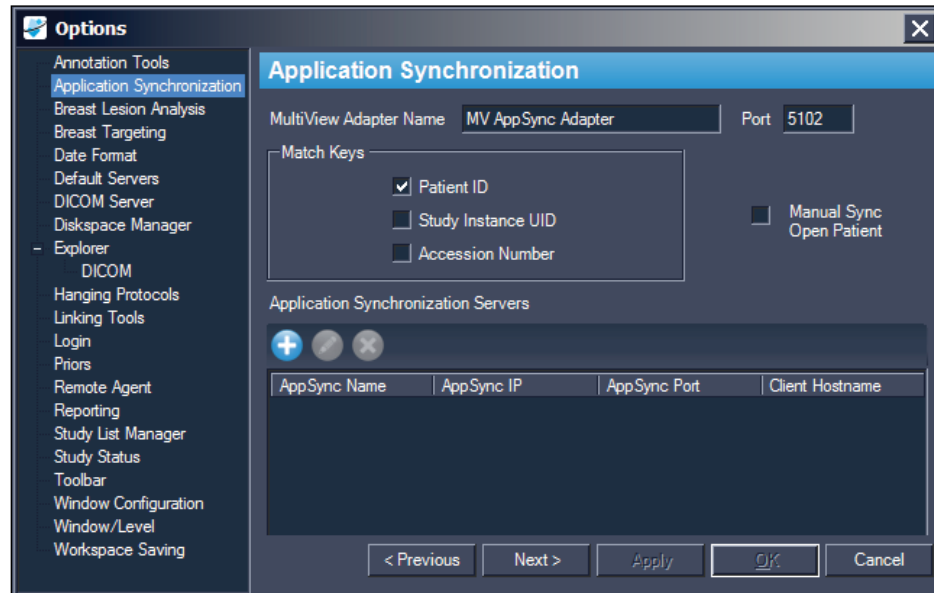 Options
Annotation Tools
Application Synchronization
Breast Lesion Analysis
Breast Targeting
Date Format
Default Servers
DICOM Server
Diskspace Manager
Explorer
DICOM
Hanging Protocols
Linking Tools
Login
Priors
Remote Agent
Reporting
Study List Manager
Study Status
Toolbar
Window Configuration
Window/Level
Workspace Saving
Application Synchronization
MultiView Adapter Name MV AppSync Adapter Port 5102
Match Keys
Patient ID
Study Instance UID
Accession Number
Manual Sync
Open Patient
Application Synchronization Servers
AppSync Name AppSync IP AppSync Port Client Hostname
< Previous Next > Apply OK Cancel